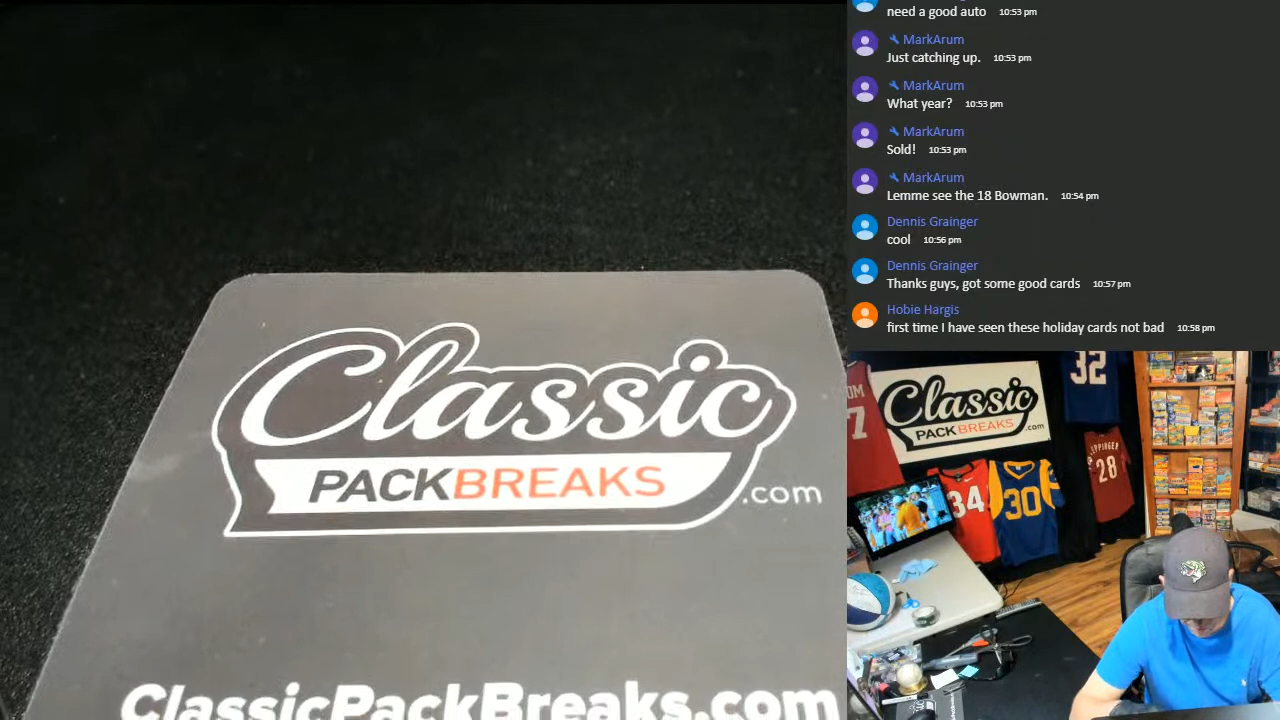 need a good auto 10:53 pm
MarkArum
Just catching up. 10:53 pm
MarkArum
What year? 10:53 pm
MarkArum
Sold! 10:53 pm
MarkArum
Lemme see the 18 Bowman. 10:54 pm
Dennis Grainger
cool 10:56 pm
Dennis Grainger
Thanks guys, got some good cards 10:57 pm
Hobie Hargis
first time I have seen these holiday cards not bad 10:58 pm
Classic
PACKBREAKS
.com
ClassicPackBreaks.com
Classic
PACKBREAKS
.com
32
OM
7
28
34
30